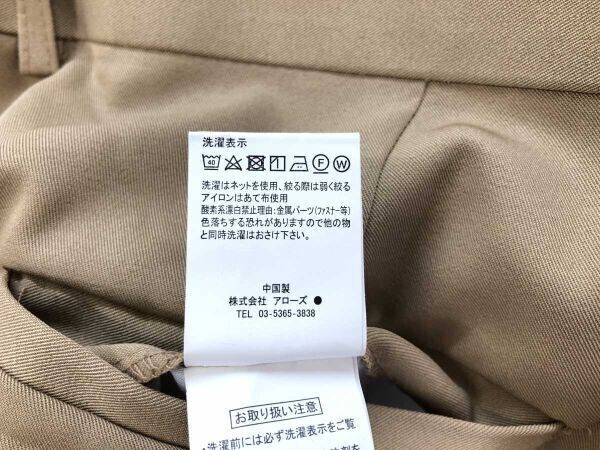 洗濯表示
40 F W
洗濯はネットを使用、絞る際は弱く絞る
アイロンはあて布使用
酸素系漂白禁止理由:金属パーツ(ファスナー等)
色落ちする恐れがありますので他の物
と同時洗濯はおさけ下さい。
中国製
株式会社 アローズ ●
TEL 03-5365-3838
お取り扱い注意
・洗濯前には必ず洗濯表示をご覧